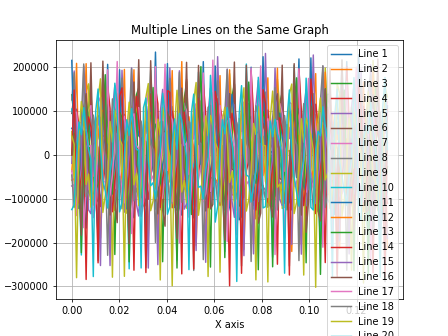 Multiple Lines on the Same Graph
200000
100000
0
−100000
−200000
−300000
0.00
0.02
0.04
0.06
0.08
0.10
X axis
Line 1
Line 2
Line 3
Line 4
Line 5
Line 6
Line 7
Line 8
Line 9
Line 10
Line 11
Line 12
Line 13
Line 14
Line 15
Line 16
Line 17
Line 18
Line 19
Line 20